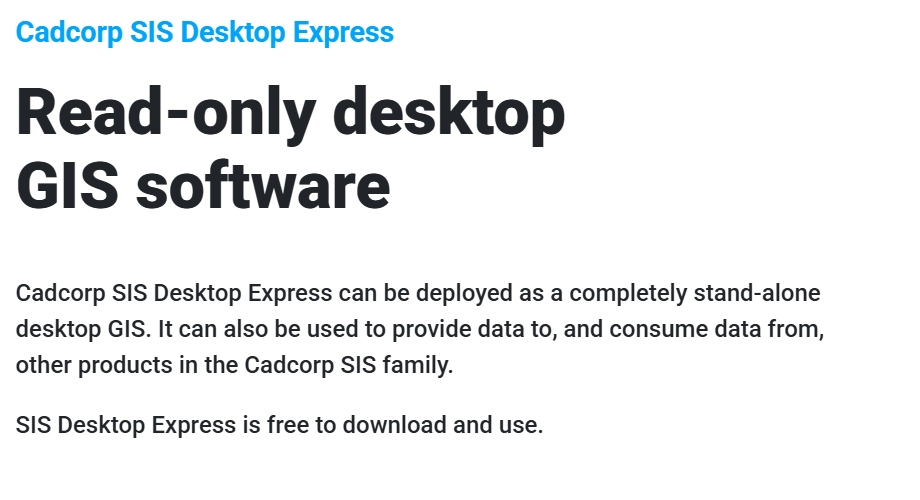 Cadcorp SIS Desktop Express
Read-only desktop
GIS software
Cadcorp SIS Desktop Express can be deployed as a completely stand-alone
desktop GIS. It can also be used to provide data to, and consume data from,
other products in the Cadcorp SIS family.
SIS Desktop Express is free to download and use.